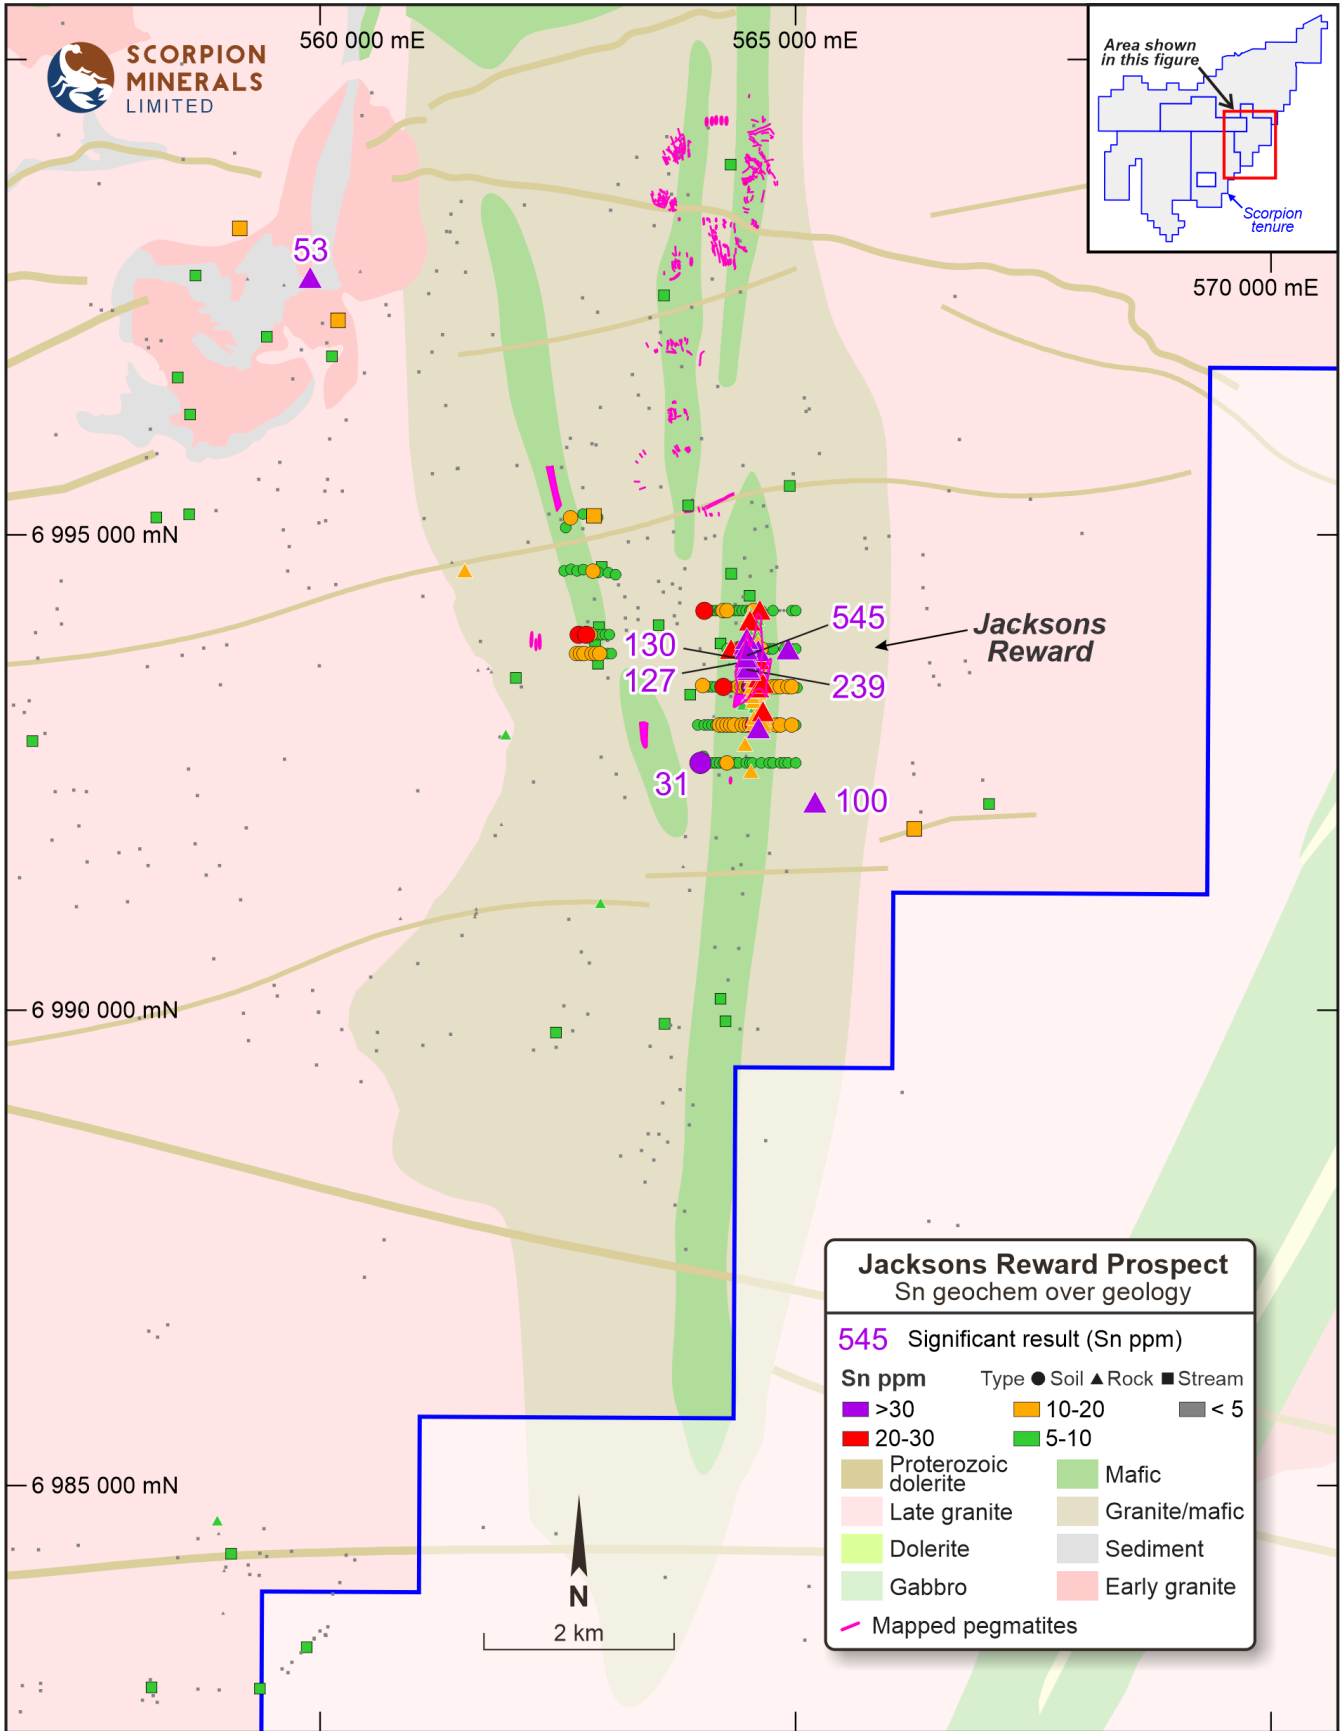 560 000 mE
565 000 mE
SCORPION
MINERALS
LIMITED
Area shown
in this figure
Scorpion
tenure
570 000 mE
53
6 995 000 mN
545
130
Jacksons
Reward
127
239
31
100
6 990 000 mN
6 985 000 mN
N
2 km
Jacksons Reward Prospect
Sn geochem over geology
545 Significant result (Sn ppm)
Sn ppm Type Soil Rock Stream
>30 10-20 < 5
20-30 5-10
Proterozoic
dolerite
Mafic
Late granite Granite/mafic
Dolerite Sediment
Gabbro Early granite
Mapped pegmatites